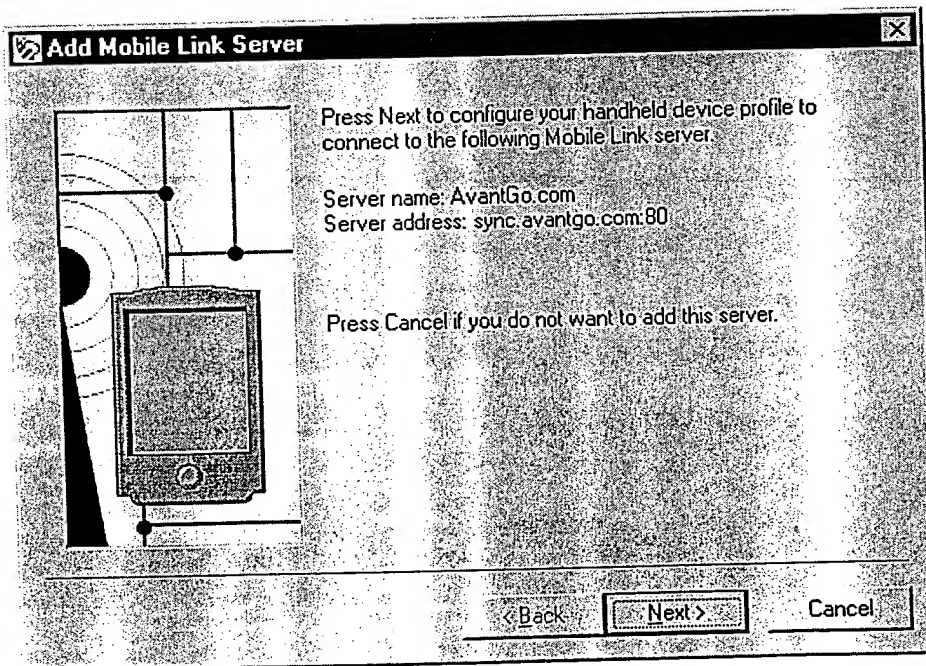 Add Mobile Link Server
Press Next to configure your handheld device profile to
connect to the following Mobile Link server.
Server name: AvantGo.com
Server address: sync.avantgo.com:80
Press Cancel if you do not want to add this server.
< Back
Next >
Cancel